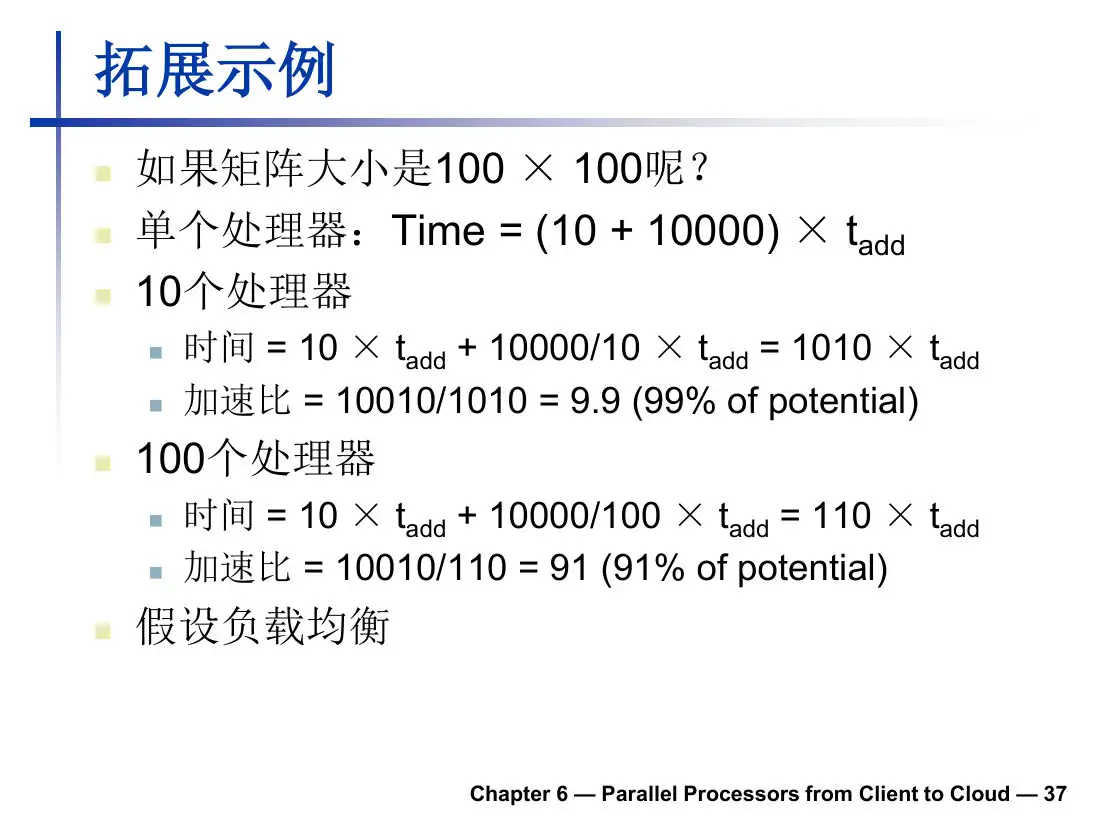 拓展示例
如果矩阵大小是100 × 100呢？
单个处理器：Time = (10 + 10000) × tadd
10个处理器
时间 = 10 × tadd + 10000/10 × tadd = 1010 × tadd
加速比 = 10010/1010 = 9.9 (99% of potential)
100个处理器
时间 = 10 × tadd + 10000/100 × tadd = 110 × tadd
加速比 = 10010/110 = 91 (91% of potential)
假设负载均衡
Chapter 6 — Parallel Processors from Client to Cloud — 37